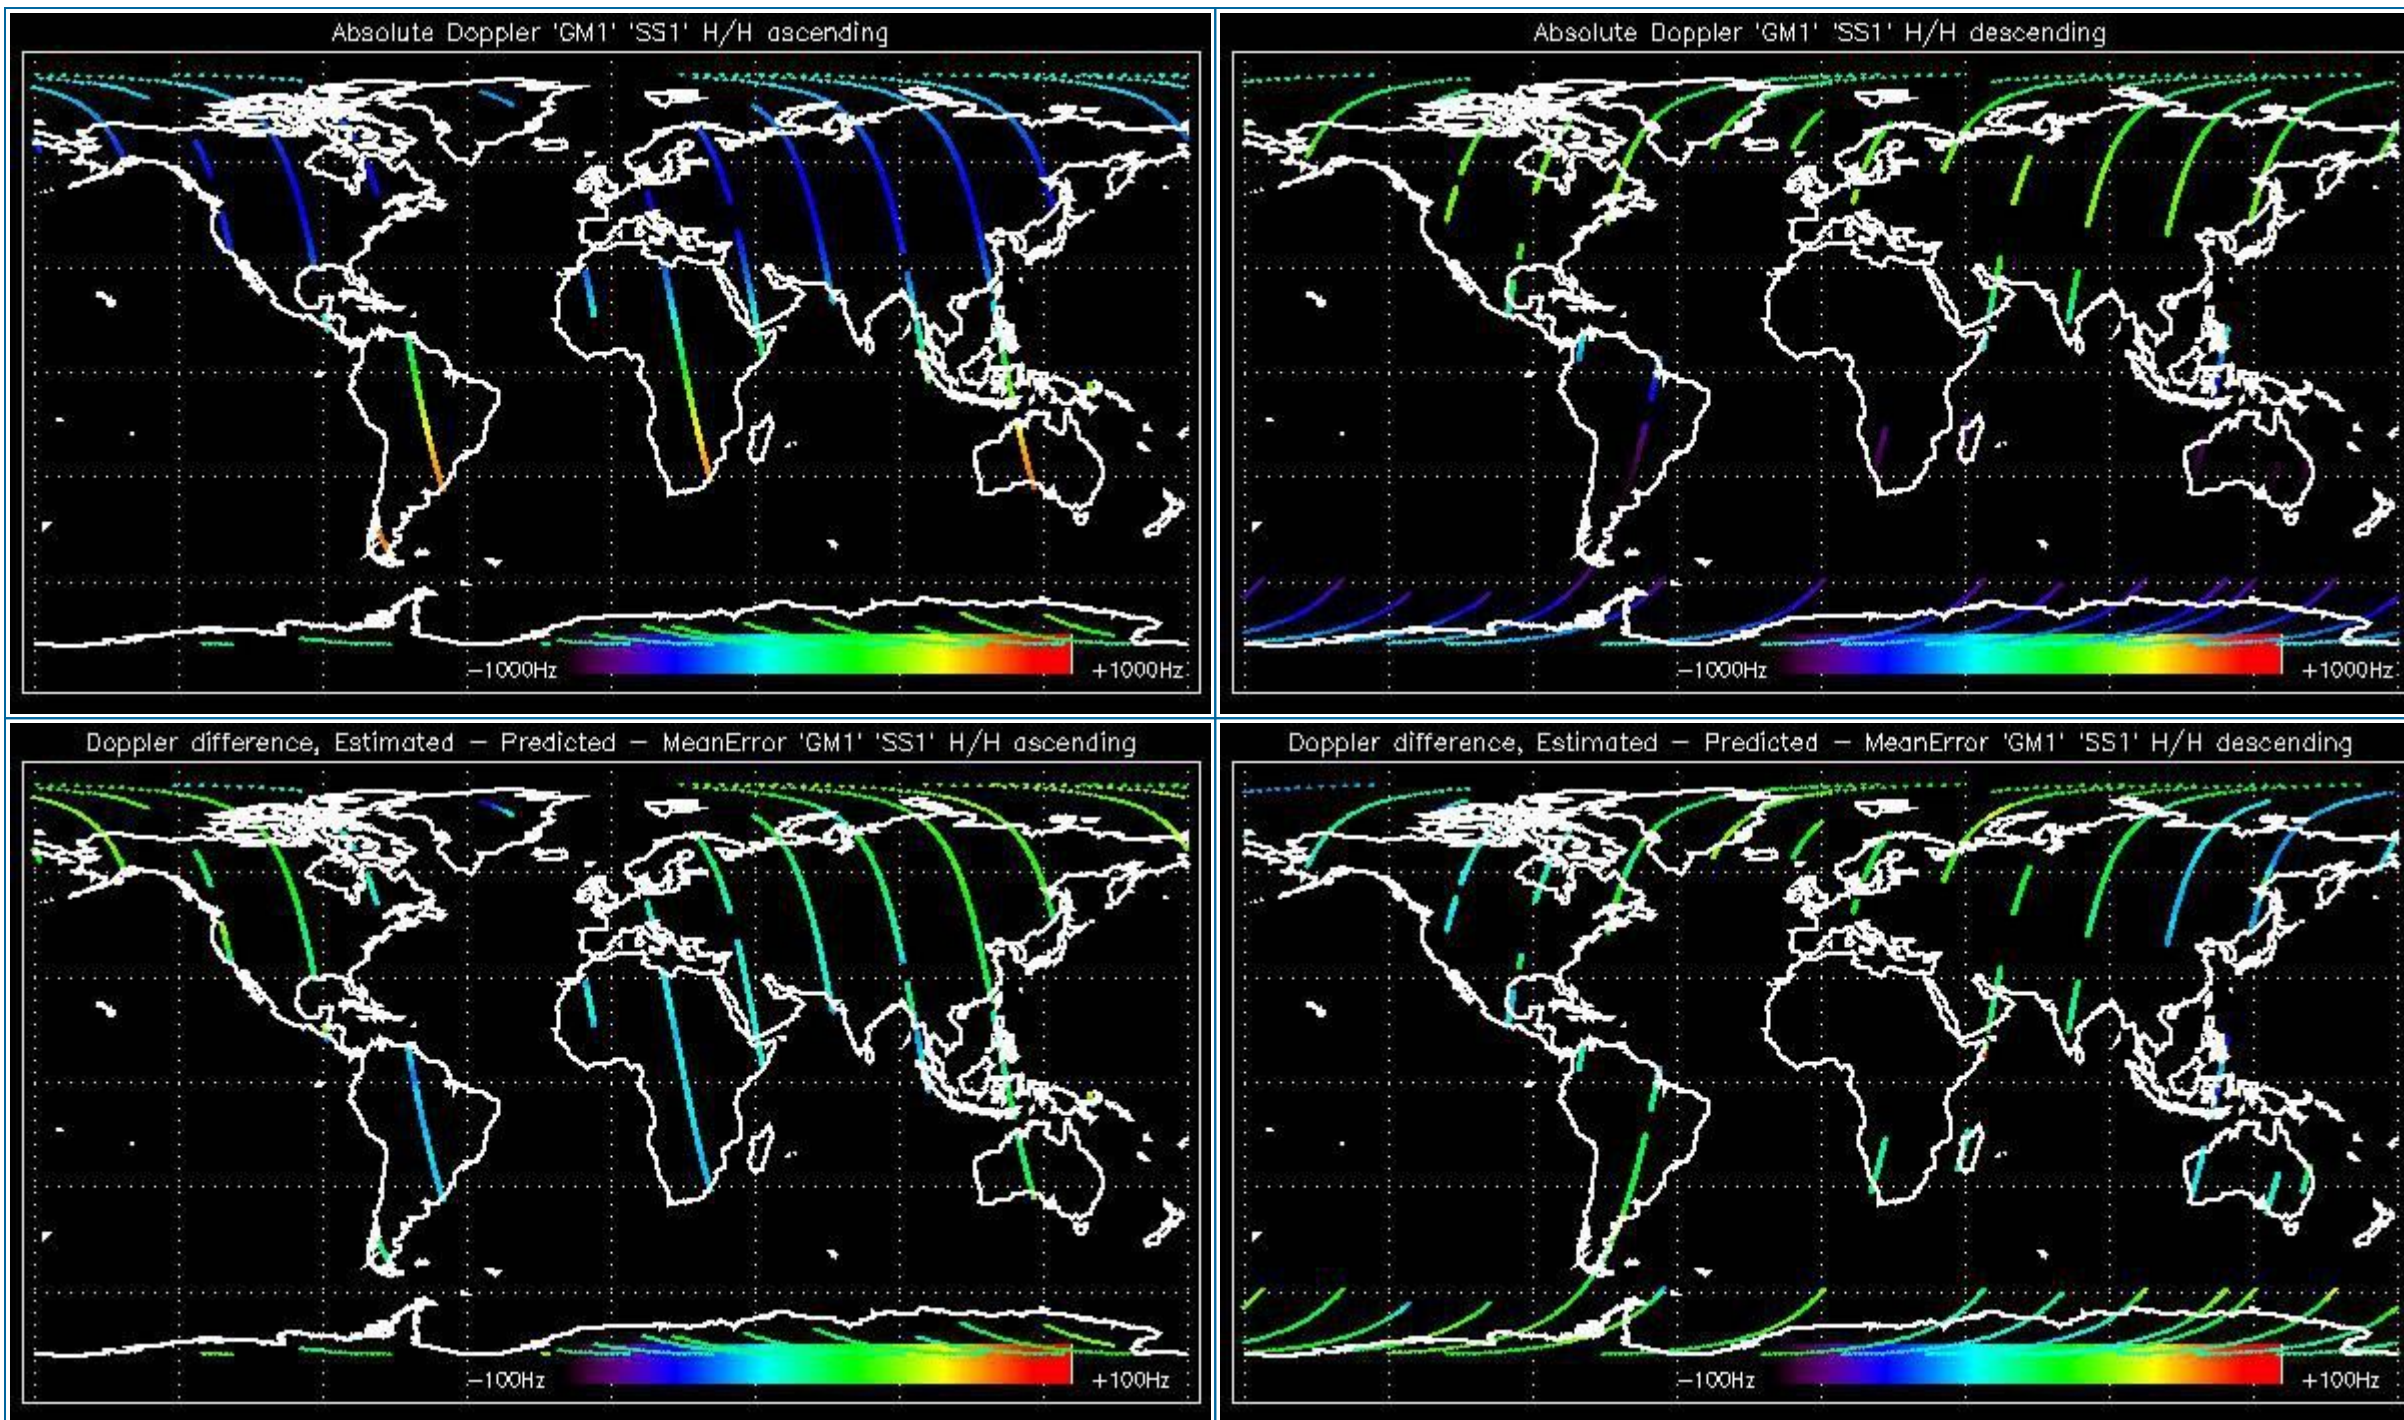 Absolute Doppler 'GM1' 'SS1' H/H ascending
−1000Hz
+1000Hz
Absolute Doppler 'GM1' 'SS1' H/H descending
−1000Hz
+1000Hz
Doppler difference, Estimated − Predicted − MeanError 'GM1' 'SS1' H/H ascending
−100Hz
+100Hz
Doppler difference, Estimated − Predicted − MeanError 'GM1' 'SS1' H/H descending
−100Hz
+100Hz